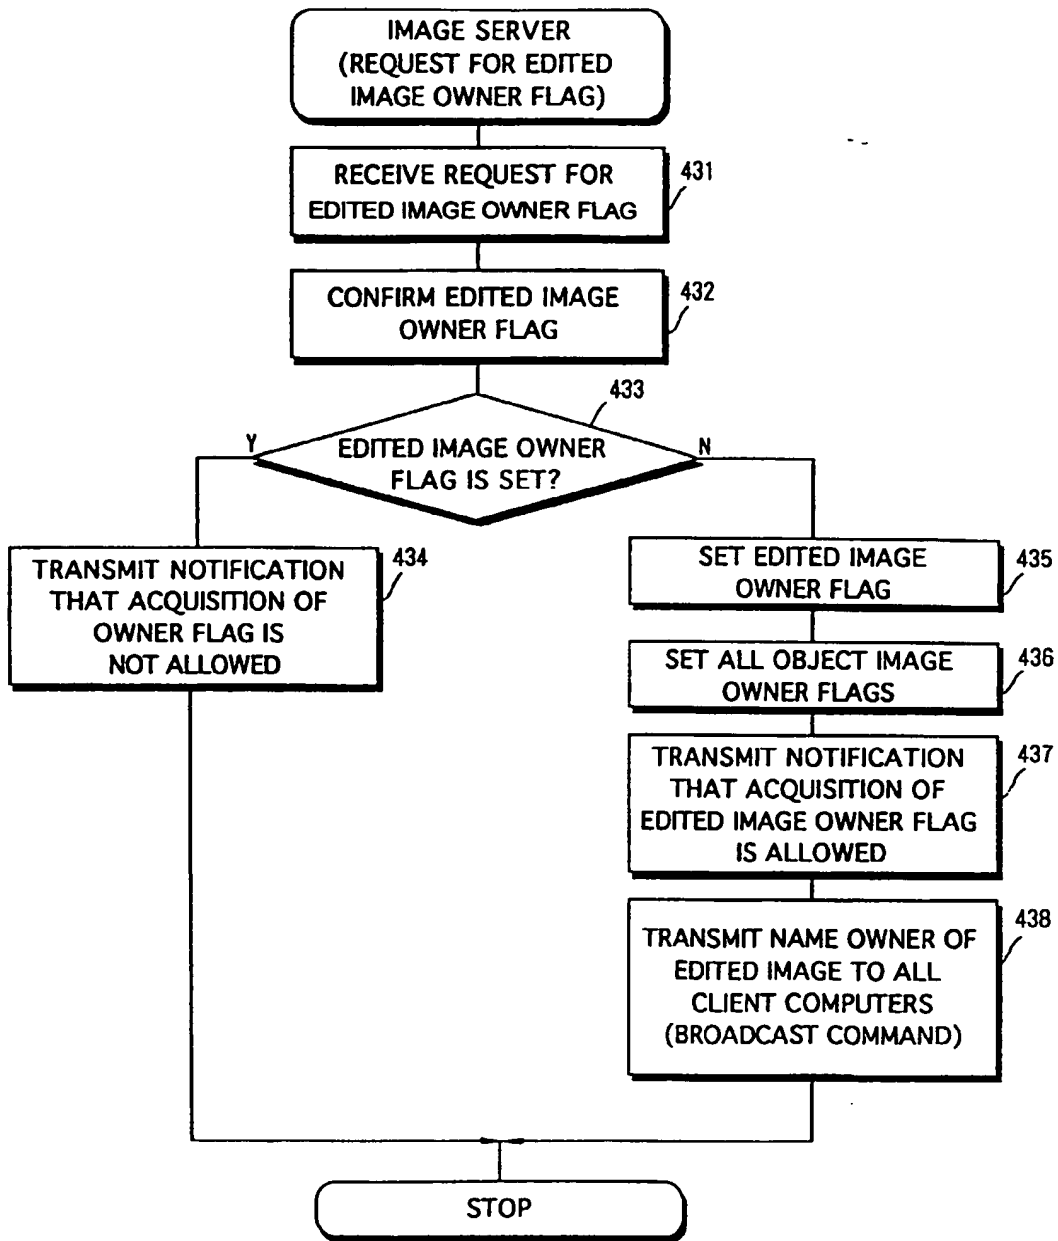 IMAGE SERVER
(REQUEST FOR EDITED
IMAGE OWNER FLAG)
RECEIVE REQUEST FOR
EDITED IMAGE OWNER FLAG
431
CONFIRM EDITED IMAGE
OWNER FLAG
432
433
EDITED IMAGE OWNER
FLAG IS SET?
Y
N
TRANSMIT NOTIFICATION
THAT ACQUISITION OF
OWNER FLAG IS
NOT ALLOWED
434
SET EDITED IMAGE
OWNER FLAG
435
SET ALL OBJECT IMAGE
OWNER FLAGS
436
TRANSMIT NOTIFICATION
THAT ACQUISITION OF
EDITED IMAGE OWNER FLAG
IS ALLOWED
437
TRANSMIT NAME OWNER OF
EDITED IMAGE TO ALL
CLIENT COMPUTERS
(BROADCAST COMMAND)
438
STOP